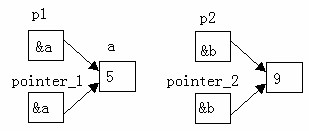 p1 p2
&a a &b
5 9
pointer_1 pointer_2
&a &b